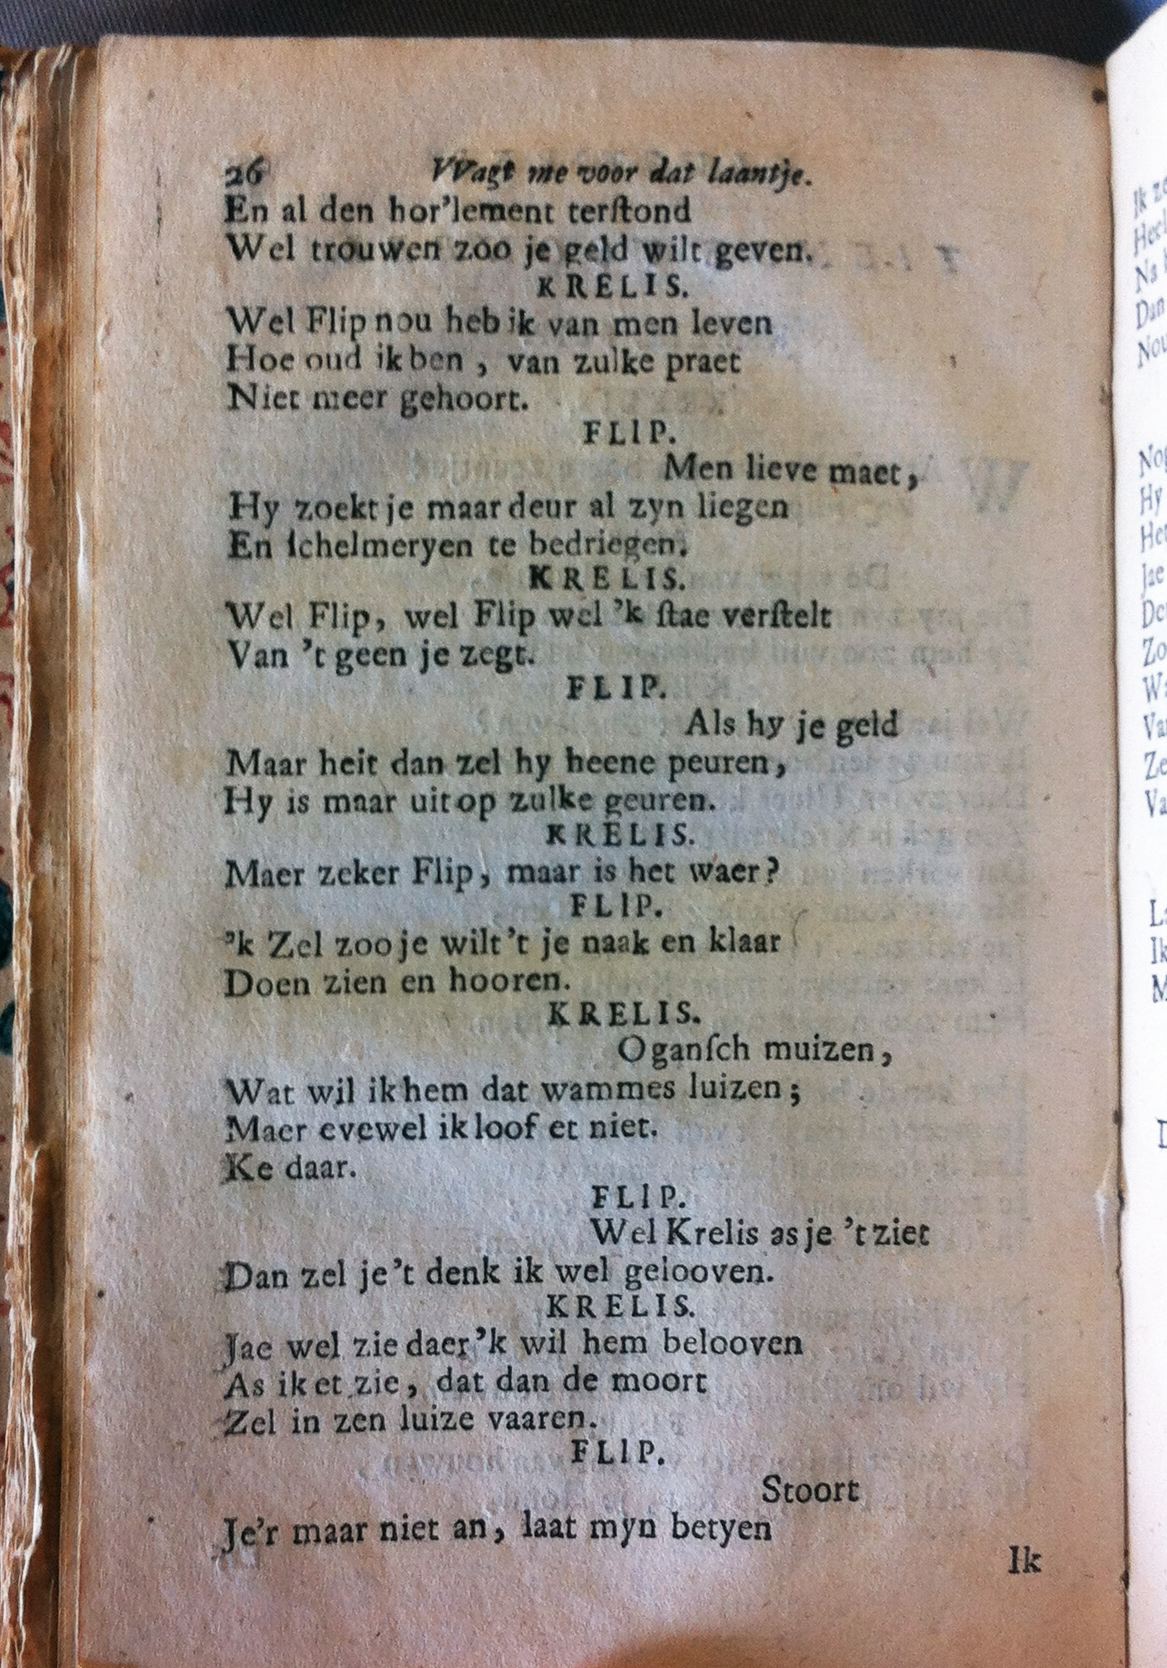 26 VVagt me voor dat laantje.
En al den hor'lement terſtond
Wel trouwen zoo je geld wilt geven.
KRELIS.
Wel Flip nou heb ik van men leven
Hoe oud ik ben, van zulke praet
Niet meer gehoort.
FLIP.
Men lieve maet,
Hy zoekt je maar deur al zyn liegen
En ſchelmeryen te bedriegen.
KRELIS.
Wel Flip, wel Flip wel 'k ſtae verſtelt
Van 't geen je zegt.
FLIP.
Als hy je geld
Maar heit dan zel hy heene peuren,
Hy is maar uit op zulke geuren.
KRELIS.
Maer zeker Flip, maar is het waer?
FLIP.
'k Zel zoo je wilt 't je naak en klaar
Doen zien en hooren.
KRELIS.
O ganſch muizen,
Wat wil ik hem dat wammes luizen;
Maer evewel ik loof et niet.
Ke daar.
FLIP.
Wel Krelis as je 't ziet
Dan zel je 't denk ik wel gelooven.
KRELIS.
Jae wel zie daer 'k wil hem belooven
As ik et zie, dat dan de moort
Zel in zen luize vaaren.
FLIP.
Stoort
Je'r maar niet an, laat myn betyen
Ik